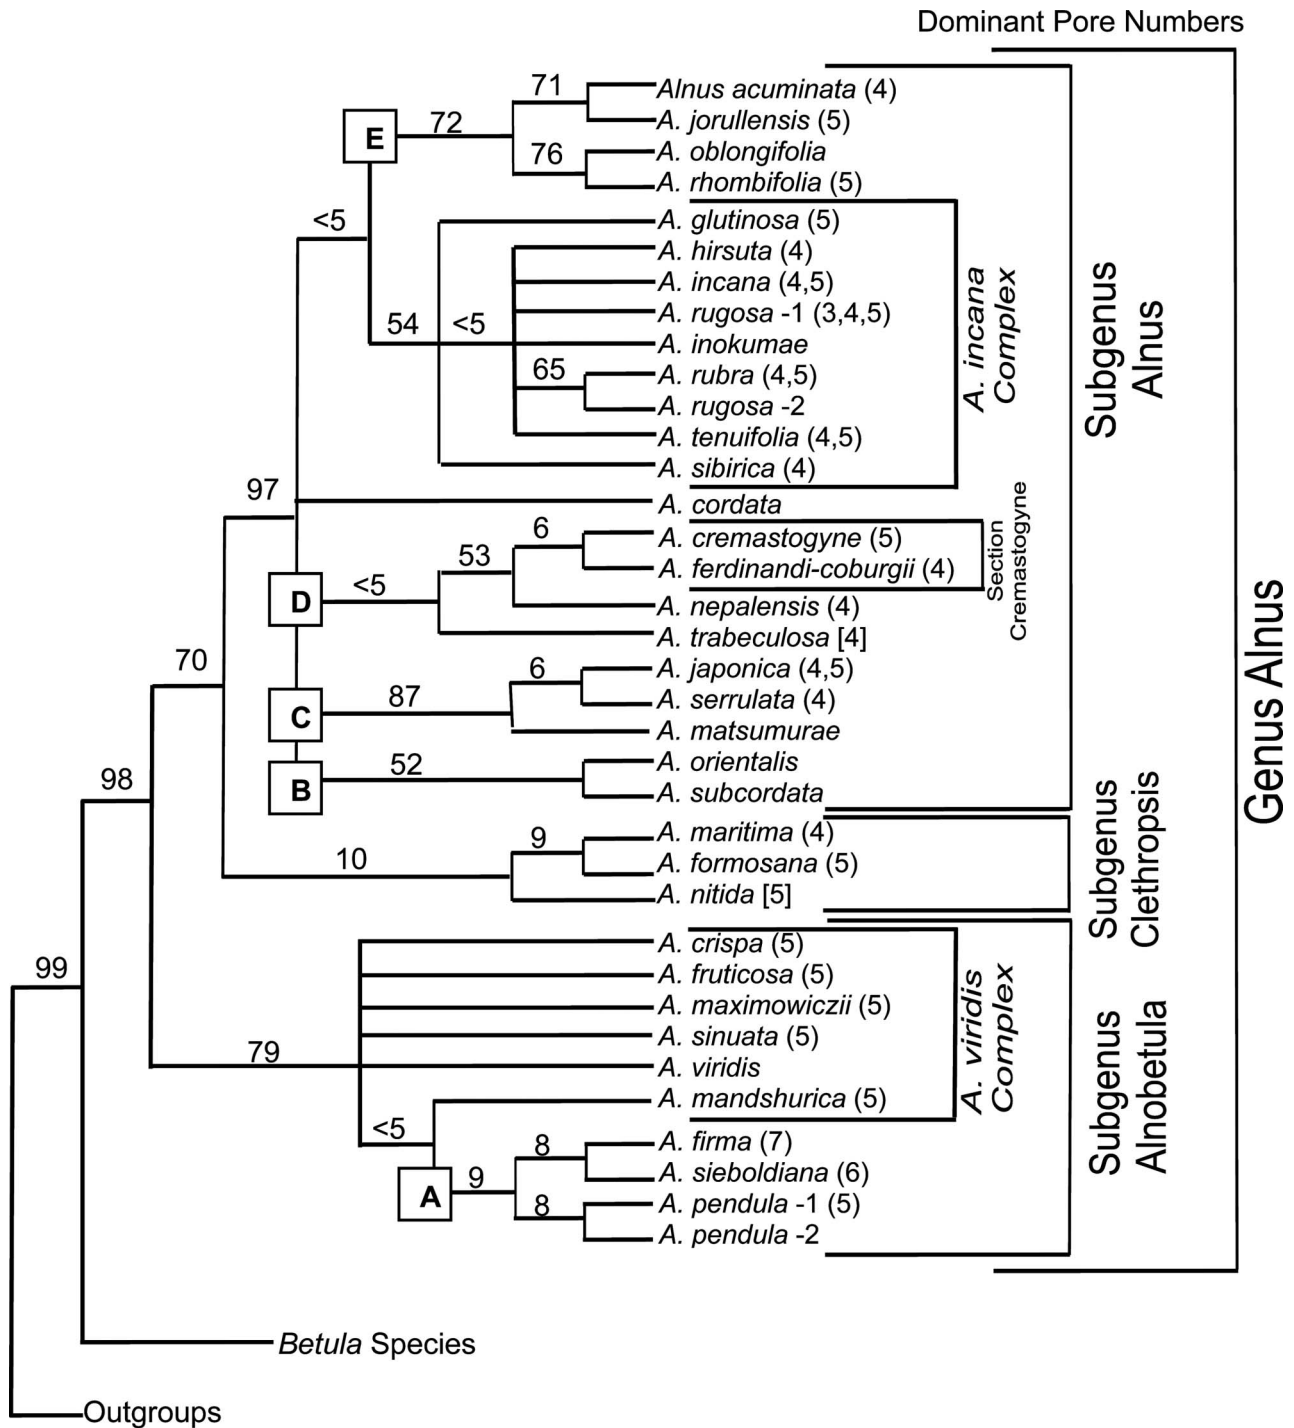 Dominant Pore Numbers
71
Alnus acuminata (4)
E
72
A. jorullensis (5)
76
A. oblongifolia
A. rhombifolia (5)
<5
A. glutinosa (5)
A. hirsuta (4)
A. incana (4,5)
54
<5
A. rugosa -1 (3,4,5)
A. inokumae
65
A. rubra (4,5)
A. rugosa -2
A. tenuifolia (4,5)
A. sibirica (4)
A. incana
Complex
97
A. cordata
6
A. cremastogyne (5)
53
A. ferdinandi-coburgii (4)
Section
Cremastogyne
D
<5
A. nepalensis (4)
A. trabeculosa [4]
70
6
A. japonica (4,5)
C
87
A. serrulata (4)
A. matsumurae
B
52
A. orientalis
A. subcordata
Subgenus
Alnus
98
9
A. maritima (4)
10
A. formosana (5)
A. nitida [5]
Subgenus
Clethropsis
99
A. crispa (5)
A. fruticosa (5)
A. maximowiczii (5)
A. sinuata (5)
79
A. viridis
A. mandshurica (5)
A. viridis
Complex
<5
8
A. firma (7)
A
9
A. sieboldiana (6)
8
A. pendula -1 (5)
A. pendula -2
Subgenus
Alnobetula
Genus Alnus
Betula Species
Outgroups